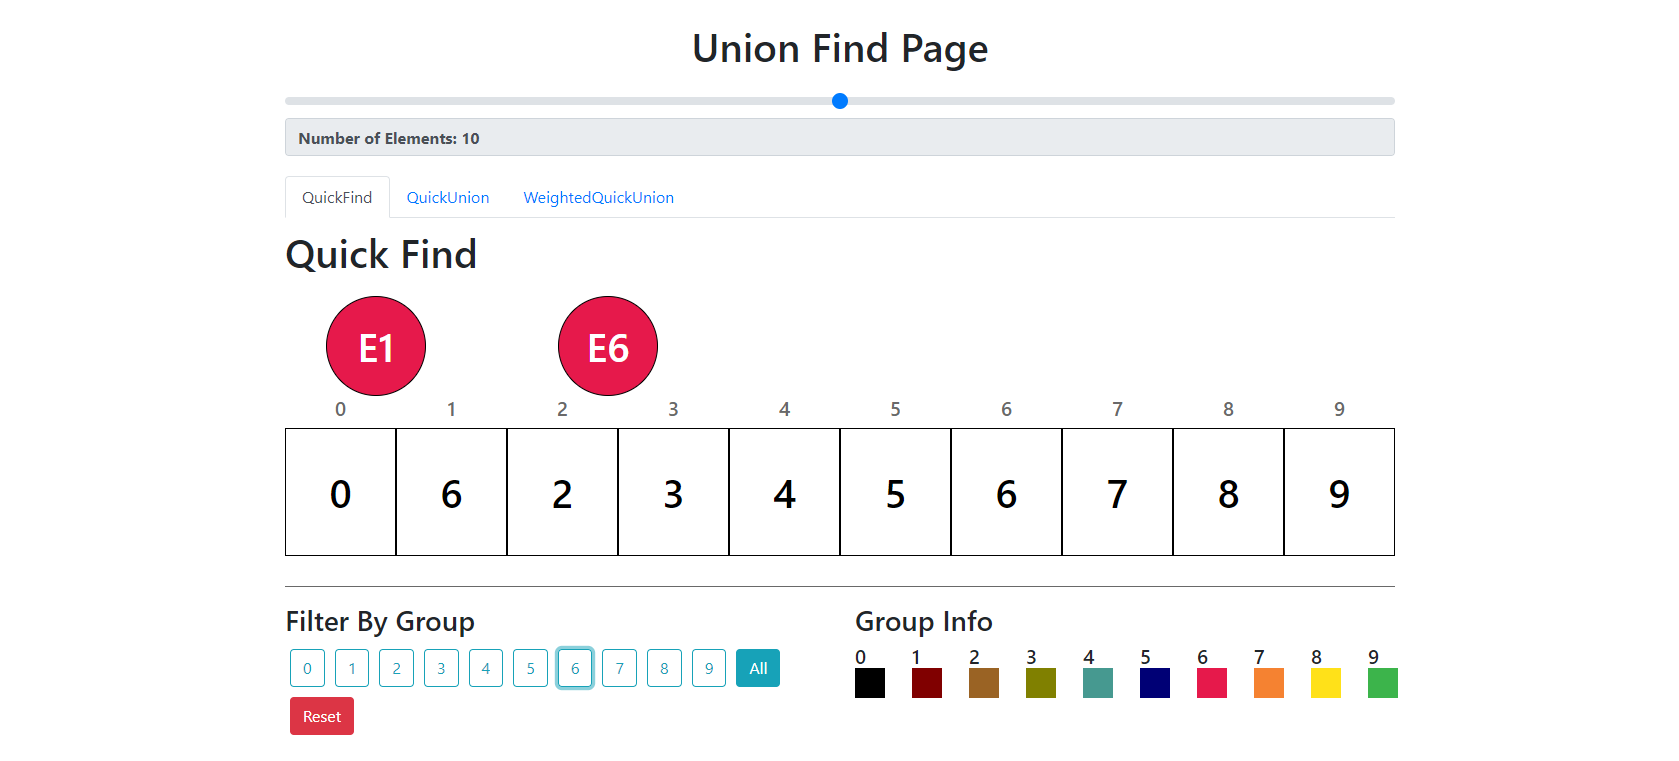 Union Find Page
Number of Elements: 10
QuickFind QuickUnion WeightedQuickUnion
Quick Find
E1 E6
0 1 2 3 4 5 6 7 8 9
0 6 2 3 4 5 6 7 8 9
Filter By Group
0 1 2 3 4 5 6 7 8 9 All
Reset
Group Info
0 1 2 3 4 5 6 7 8 9